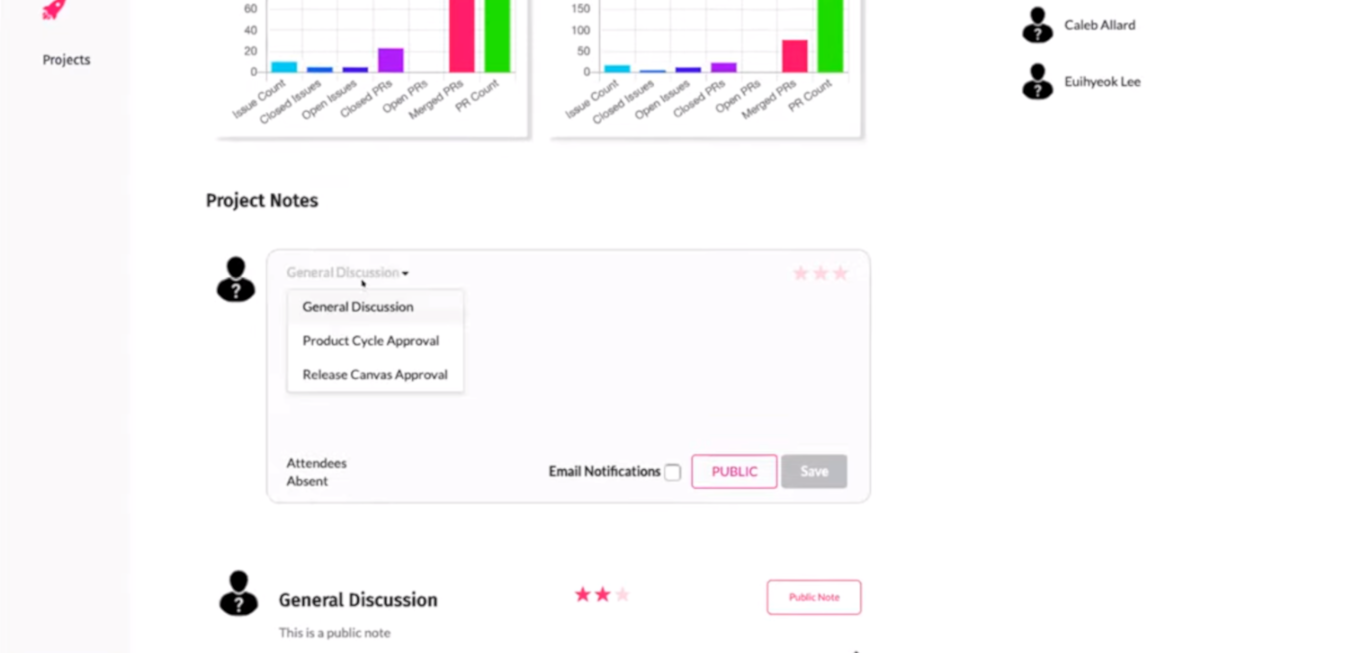 60
40
20
0
Issue Count
Closed Issues
Open Issues
Closed PRs
Open PRs
Merged PRs
PR Count
150
100
50
0
Issue Count
Closed Issues
Open Issues
Closed PRs
Open PRs
Merged PRs
PR Count
Caleb Allard
Euihyeok Lee
Projects
Project Notes
General Discussion
General Discussion
Product Cycle Approval
Release Canvas Approval
Attendees
Absent
Email Notifications PUBLIC Save
General Discussion Public Note
This is a public note